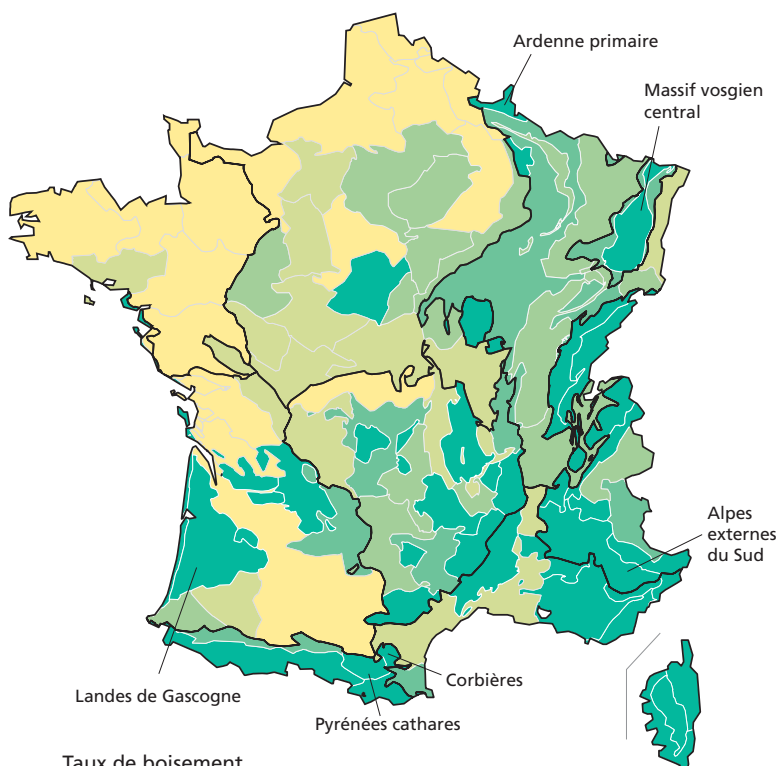 Ardenne primaire
Massif vosgien
central
Alpes
externes
du Sud
Corbières
Landes de Gascogne
Pyrénées cathares
Taux de boisement